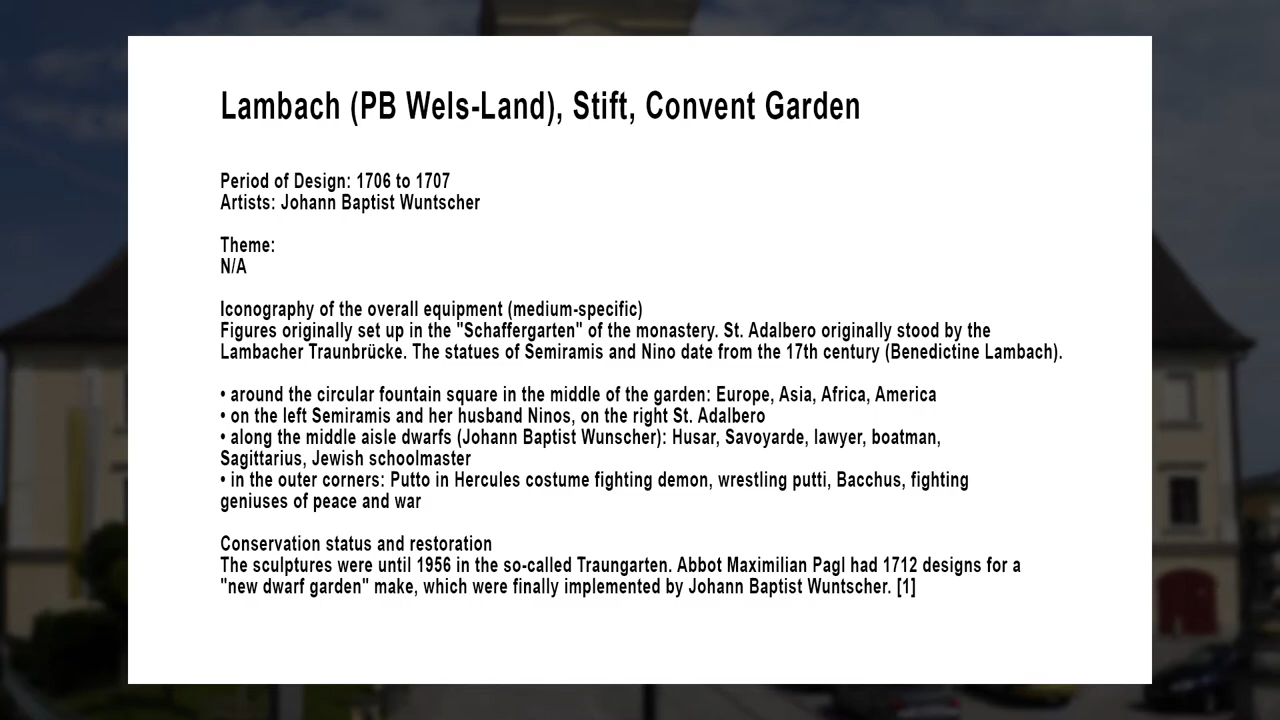 Lambach (PB Wels-Land), Stift, Convent Garden
Period of Design: 1706 to 1707
Artists: Johann Baptist Wuntscher
Theme:
N/A
Iconography of the overall equipment (medium-specific)
Figures originally set up in the "Schaffergarten" of the monastery. St. Adalbero originally stood by the
Lambacher Traunbrücke. The statues of Semiramis and Nino date from the 17th century (Benedictine Lambach).
• around the circular fountain square in the middle of the garden: Europe, Asia, Africa, America
• on the left Semiramis and her husband Ninos, on the right St. Adalbero
• along the middle aisle dwarfs (Johann Baptist Wunscher): Husar, Savoyarde, lawyer, boatman,
Sagittarius, Jewish schoolmaster
• in the outer corners: Putto in Hercules costume fighting demon, wrestling putti, Bacchus, fighting
geniuses of peace and war
Conservation status and restoration
The sculptures were until 1956 in the so-called Traungarten. Abbot Maximilian Pagl had 1712 designs for a
"new dwarf garden" make, which were finally implemented by Johann Baptist Wuntscher. [1]